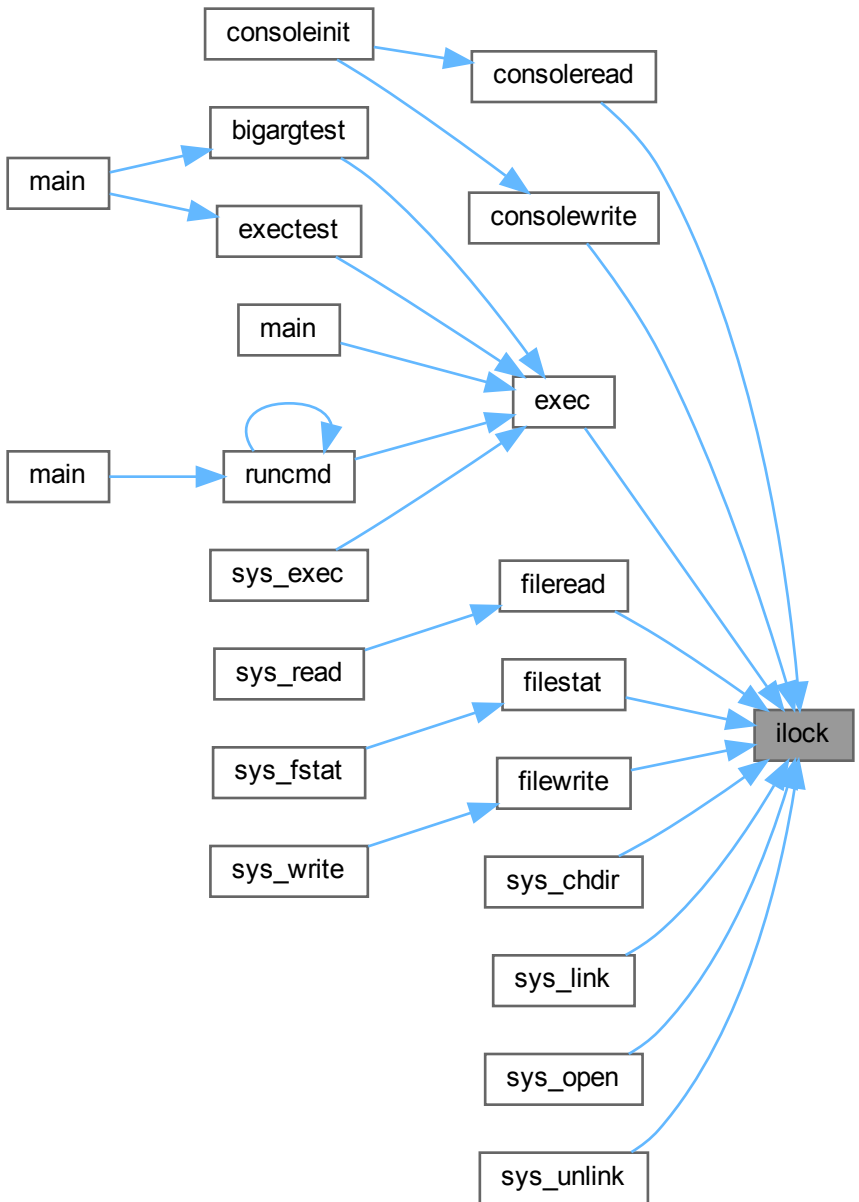 consoleinit
consoleread
bigargtest
main
consolewrite
exectest
main
exec
main
runcmd
sys_exec
fileread
sys_read
filestat
ilock
sys_fstat
filewrite
sys_write
sys_chdir
sys_link
sys_open
sys_unlink